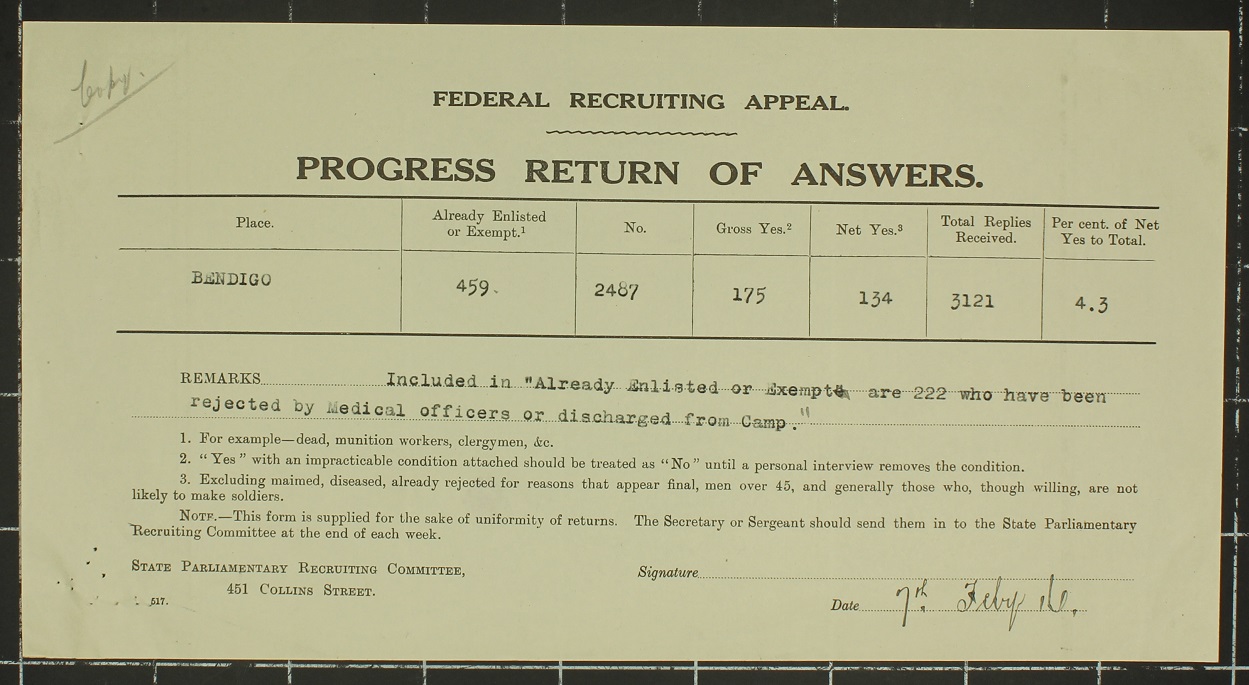 Copy.
FEDERAL RECRUITING APPEAL.
PROGRESS RETURN OF ANSWERS.
Place. Already Enlisted or Exempt.¹ No. Gross Yes.² Net Yes.³ Total Replies Received. Per cent. of Net Yes to Total.
BENDIGO 459. 2487 175 134 3121 4.3
REMARKS Included in "Already Enlisted or Exempt" are 222 who have been
rejected by Medical officers or discharged from Camp."
1. For example—dead, munition workers, clergymen, &c.
2. "Yes" with an impracticable condition attached should be treated as "No" until a personal interview removes the condition.
3. Excluding maimed, diseased, already rejected for reasons that appear final, men over 45, and generally those who, though willing, are not
likely to make soldiers.
NOTE.—This form is supplied for the sake of uniformity of returns. The Secretary or Sergeant should send them in to the State Parliamentary
Recruiting Committee at the end of each week.
STATE PARLIAMENTARY RECRUITING COMMITTEE,
451 COLLINS STREET.
517.
Signature
Date 7th. Feby 16.